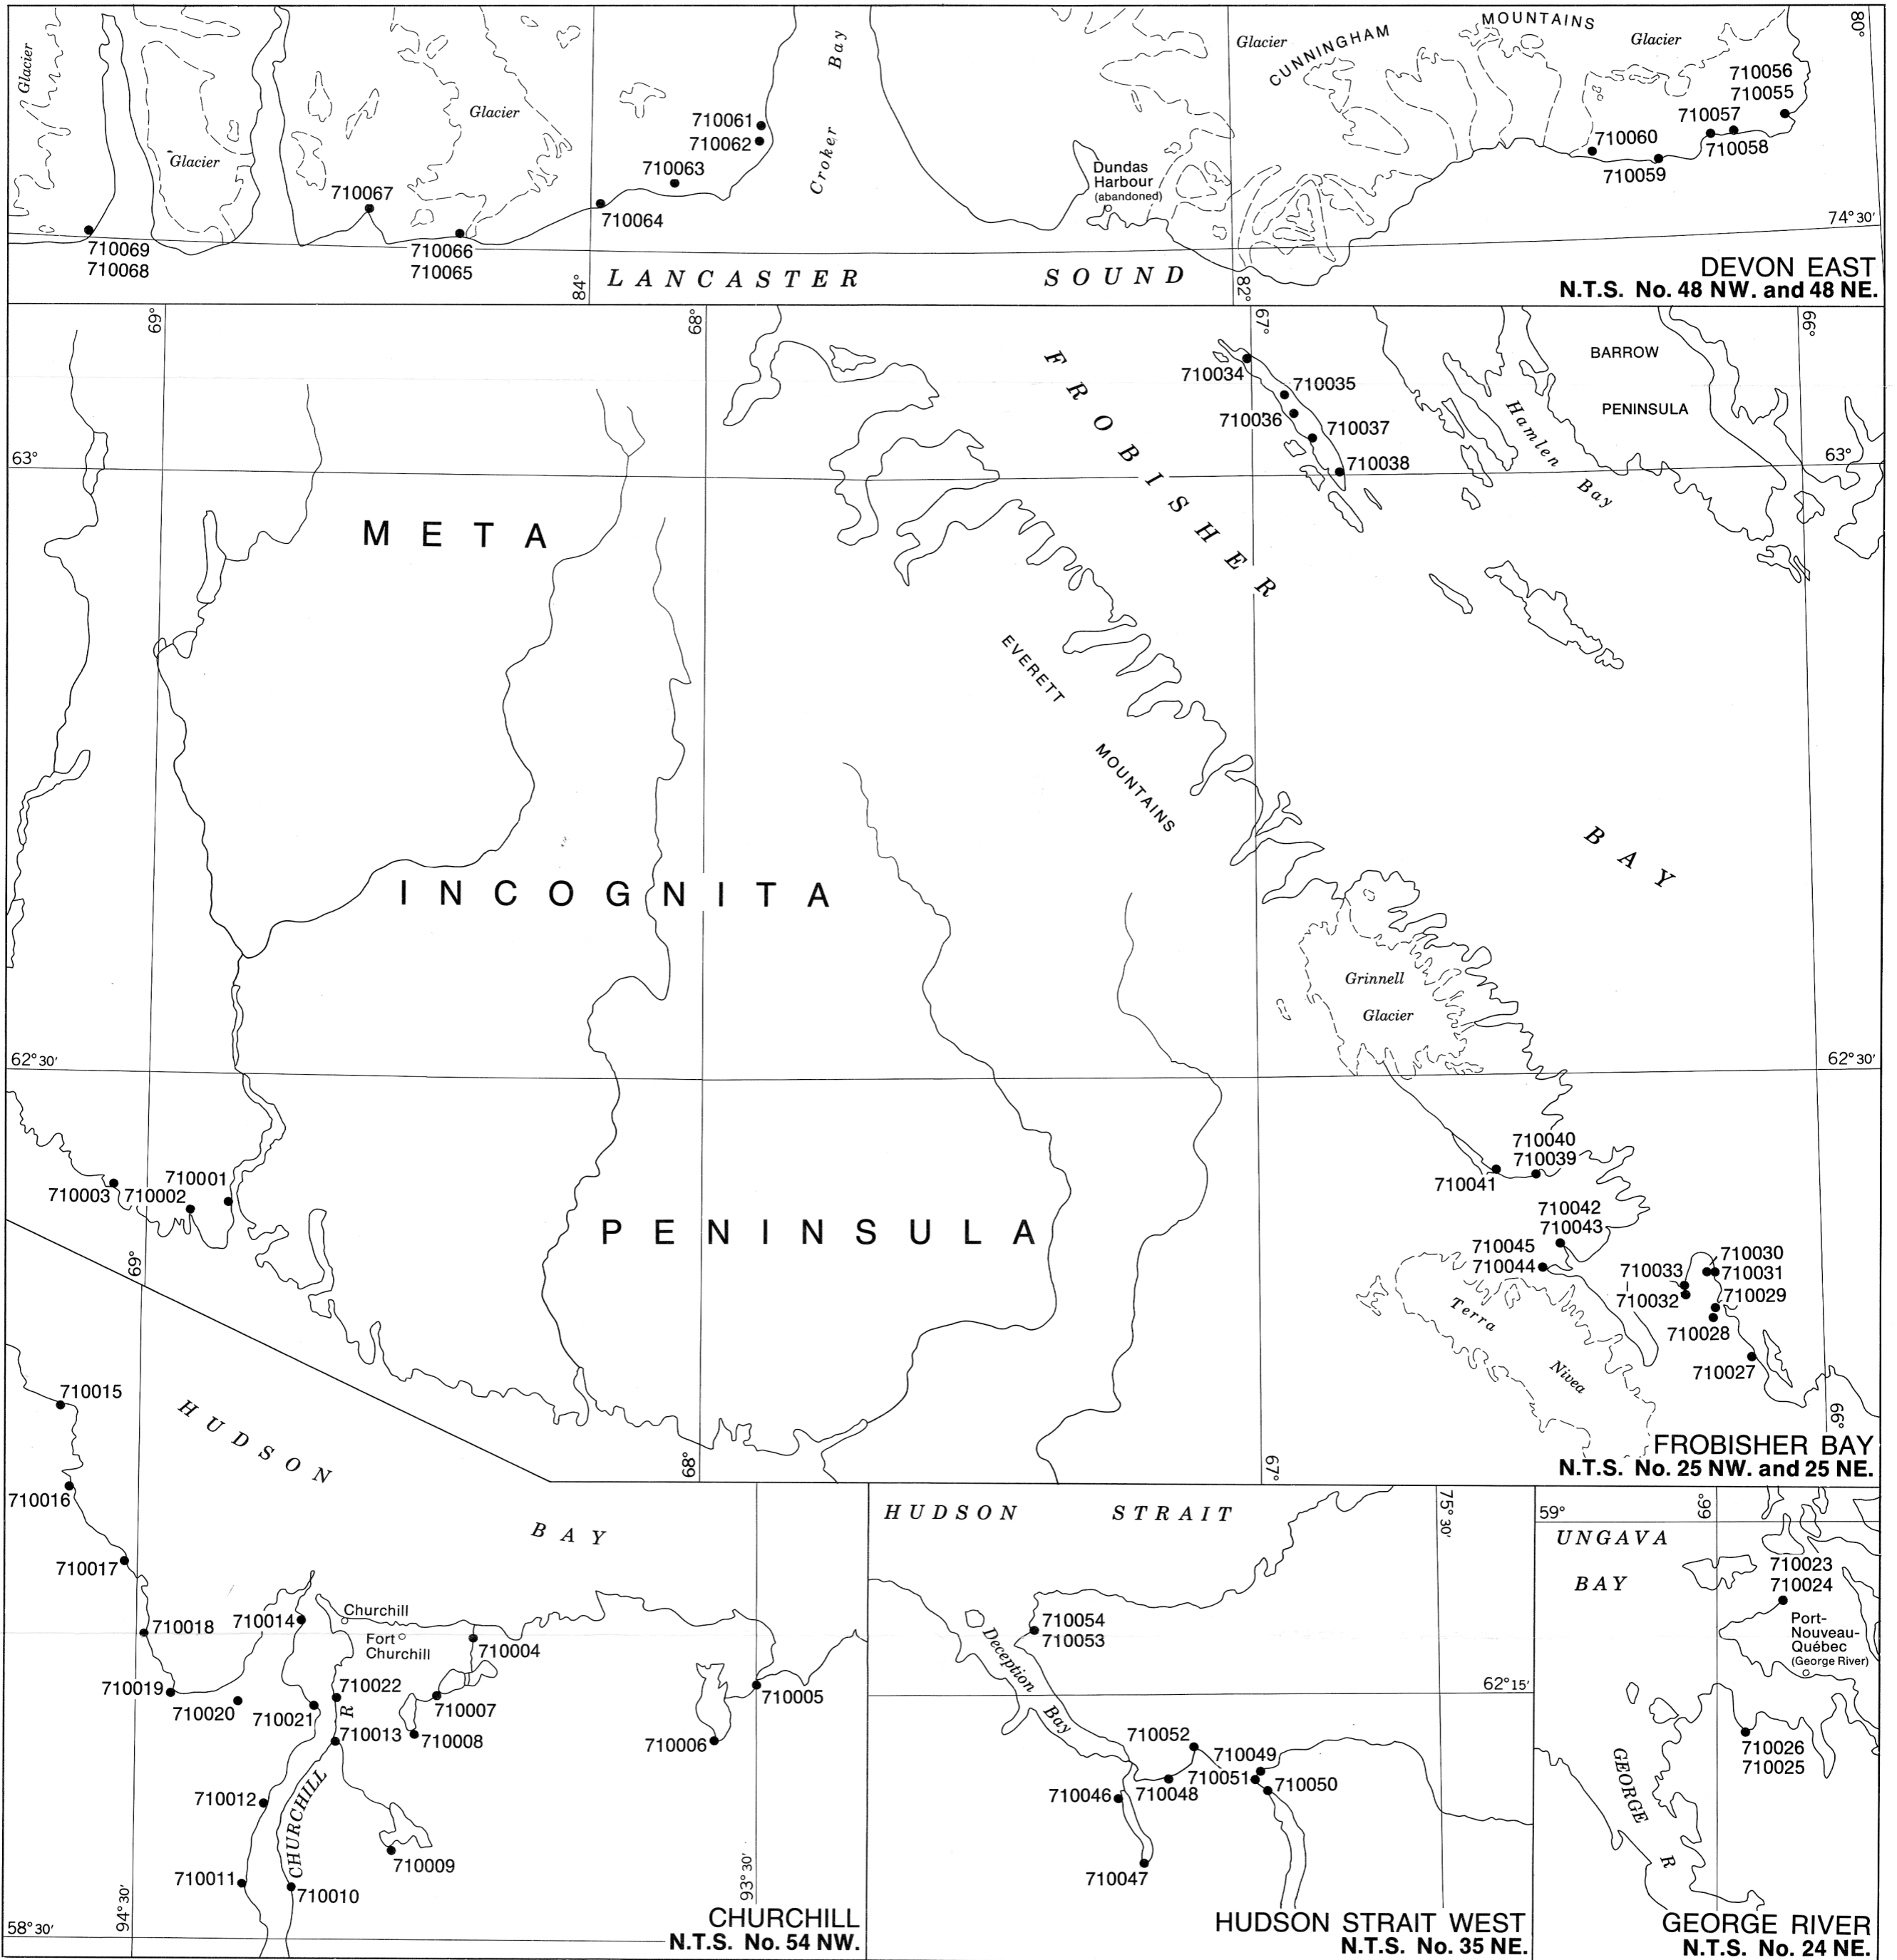 Glacier
Glacier
Glacier
Croker Bay
Glacier
CUNNINGHAM MOUNTAINS
Glacier
80°
710056
710055
710057
710058
710060
710059
710061
710062
710063
710064
710067
710066
710065
710069
710068
Dundas
Harbour
(abandoned)
74°30'
84°
82°
LANCASTER SOUND
DEVON EAST
N.T.S. No. 48 NW. and 48 NE.
69°
68°
67°
66°
63°
63°
FROBISHER BAY
710034
710035
710036
710037
710038
Hamlen Bay
BARROW
PENINSULA
META
INCOGNITA
PENINSULA
EVERETT MOUNTAINS
Grinnell
Glacier
62°30'
62°30'
710001
710002
710003
710040
710039
710041
710042
710043
710045
710044
710030
710031
710033
710032
710029
710028
710027
Terra
Nivea
69°
68°
67°
66°
FROBISHER BAY
N.T.S. No. 25 NW. and 25 NE.
HUDSON BAY
710015
710016
710017
710018
710014
Churchill
Fort
Churchill
710004
710019
710020
710021
710022
710007
710005
710013
710008
710006
CHURCHILL R
710012
710009
710011
710010
58°30'
94°30'
93°30'
CHURCHILL
N.T.S. No. 54 NW.
HUDSON STRAIT
75°30'
710054
710053
Deception Bay
62°15'
710052
710049
710051
710050
710046
710048
710047
HUDSON STRAIT WEST
N.T.S. No. 35 NE.
59°
66°
UNGAVA
BAY
710023
710024
Port-
Nouveau-
Québec
(George River)
710026
710025
GEORGE R
GEORGE RIVER
N.T.S. No. 24 NE.